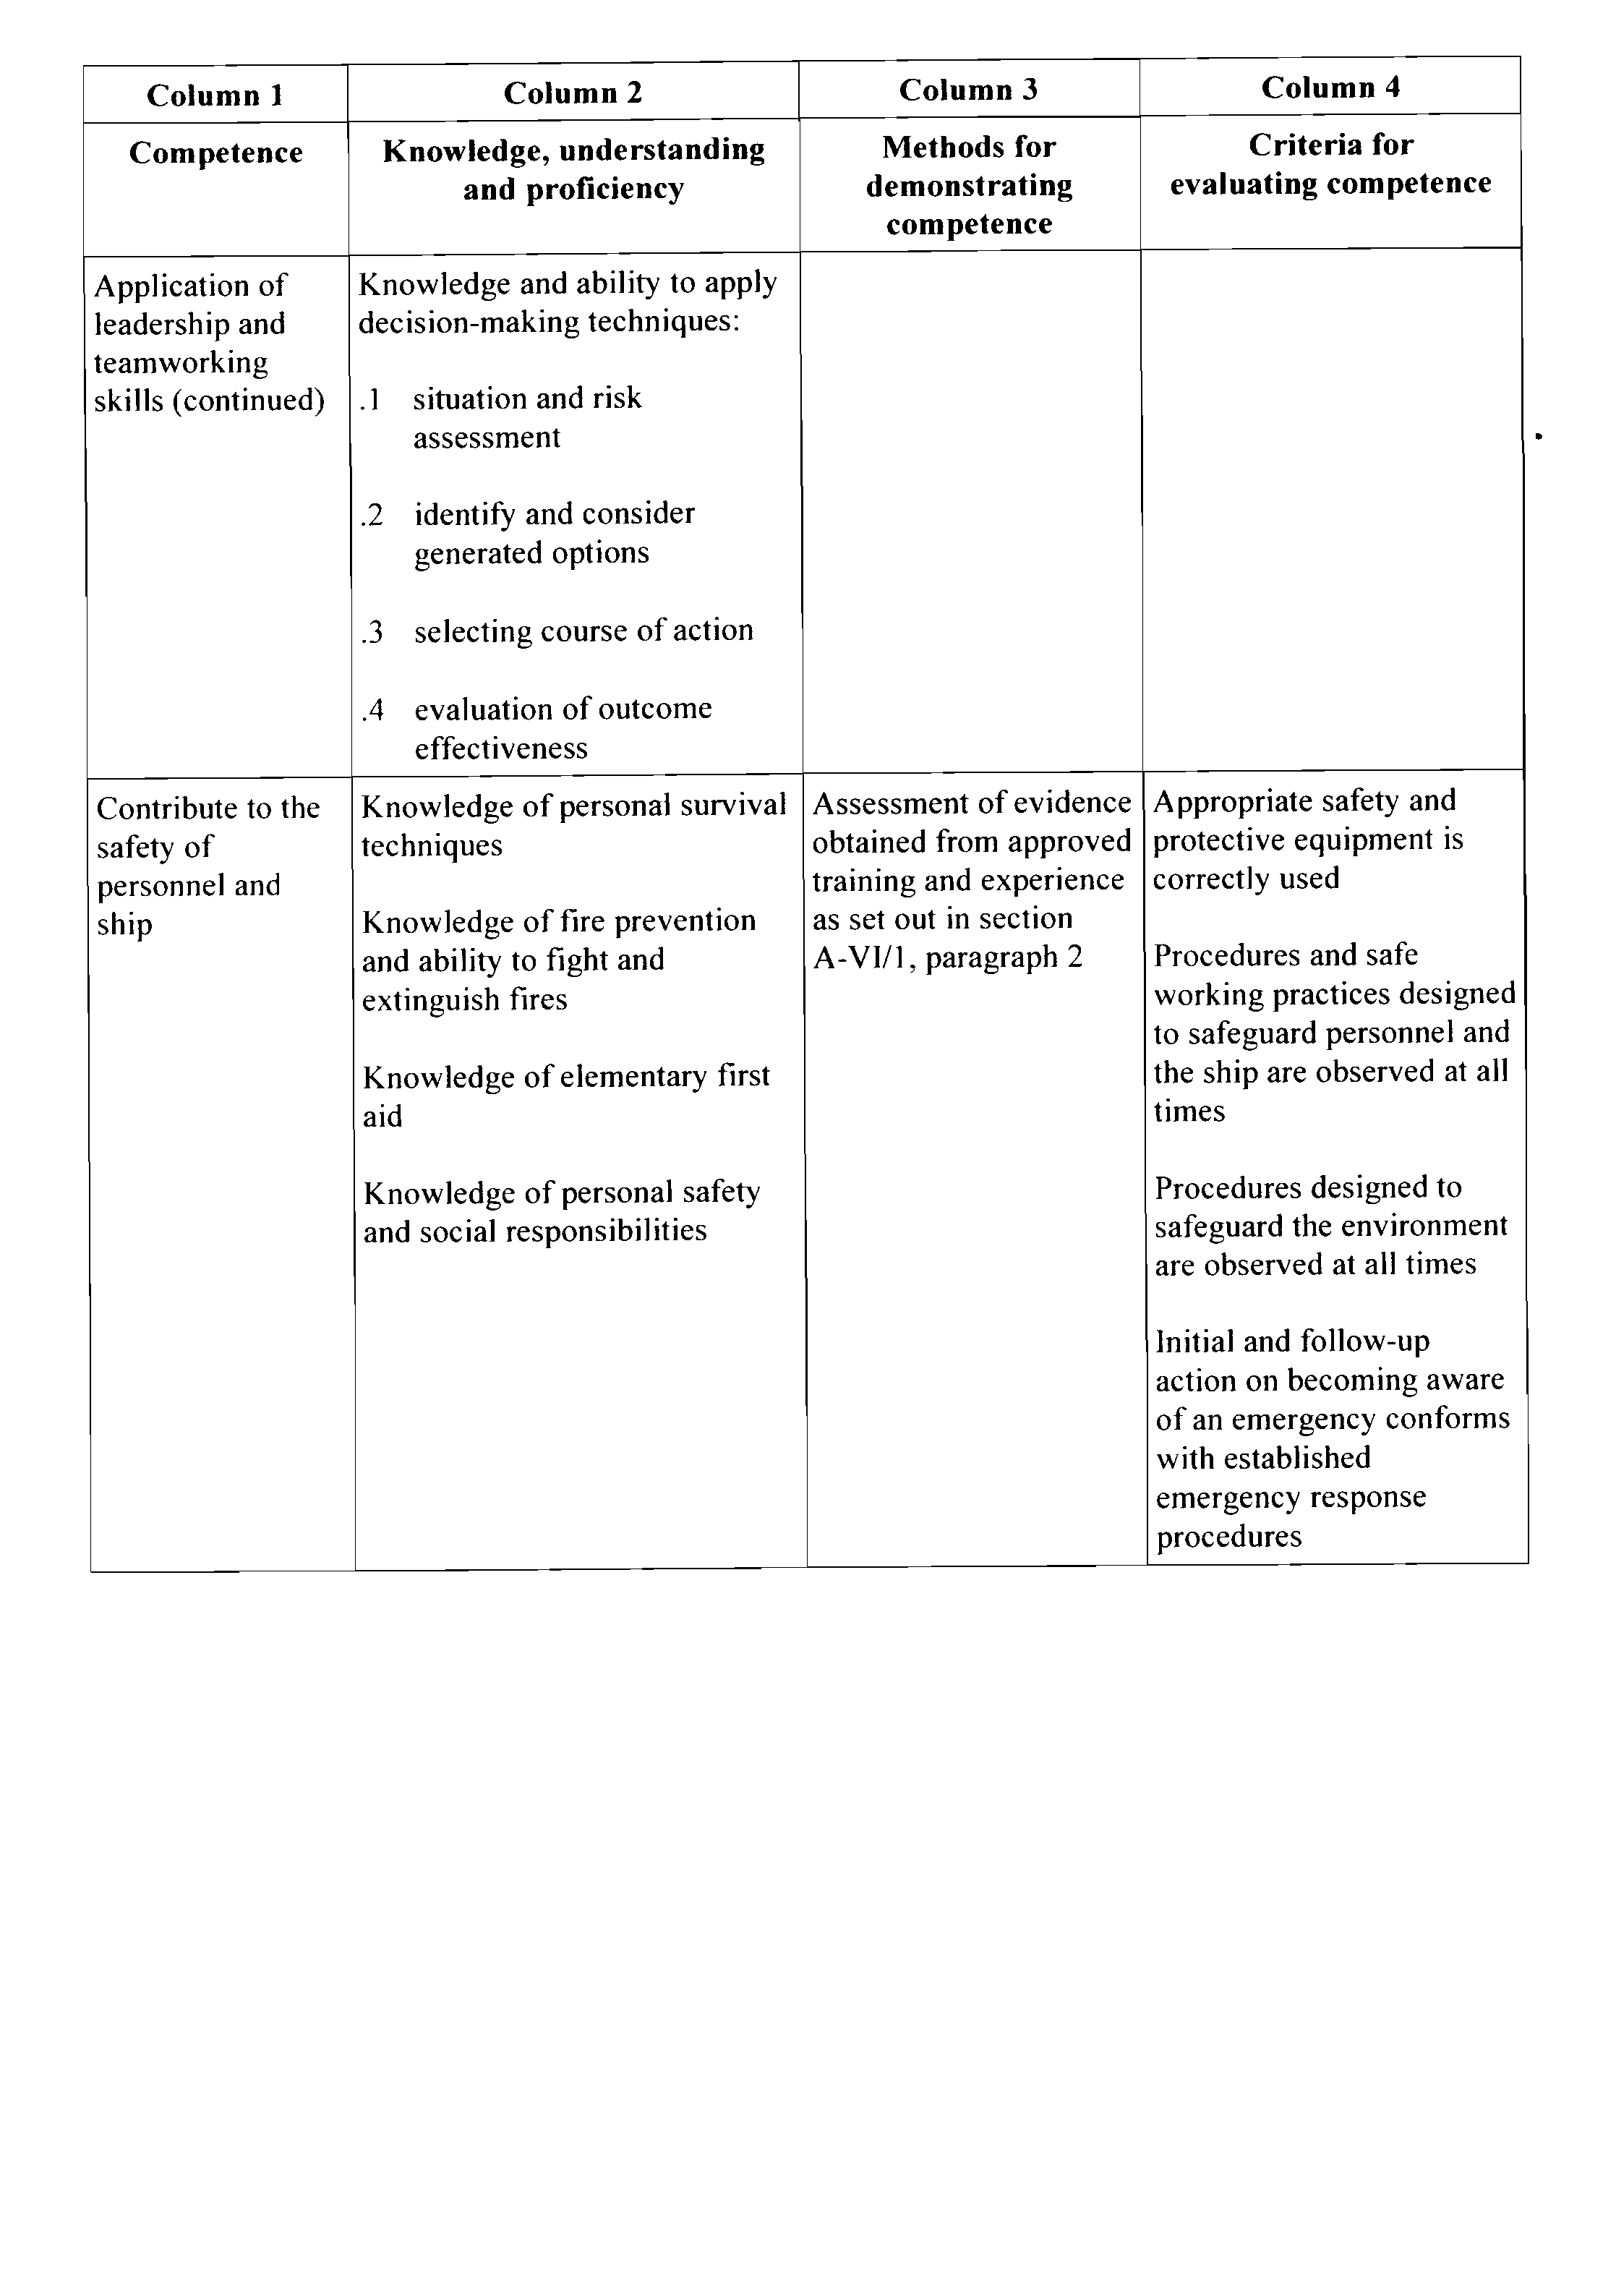 Column 1
Column 2
Column 3
Column 4
Competence
Knowledge, understanding
and proficiency
Methods for
demonstrating
competence
Criteria for
evaluating competence
Application of
leadership and
teamworking
skills (continued)
Knowledge and ability to apply
decision-making techniques:
.1 situation and risk
assessment
.2 identify and consider
generated options
.3 selecting course of action
.4 evaluation of outcome
effectiveness
Contribute to the
safety of
personnel and
ship
Knowledge of personal survival
techniques
Knowledge of fire prevention
and ability to fight and
extinguish fires
Knowledge of elementary first
aid
Knowledge of personal safety
and social responsibilities
Assessment of evidence
obtained from approved
training and experience
as set out in section
A-VI/1, paragraph 2
Appropriate safety and
protective equipment is
correctly used
Procedures and safe
working practices designed
to safeguard personnel and
the ship are observed at all
times
Procedures designed to
safeguard the environment
are observed at all times
Initial and follow-up
action on becoming aware
of an emergency conforms
with established
emergency response
procedures